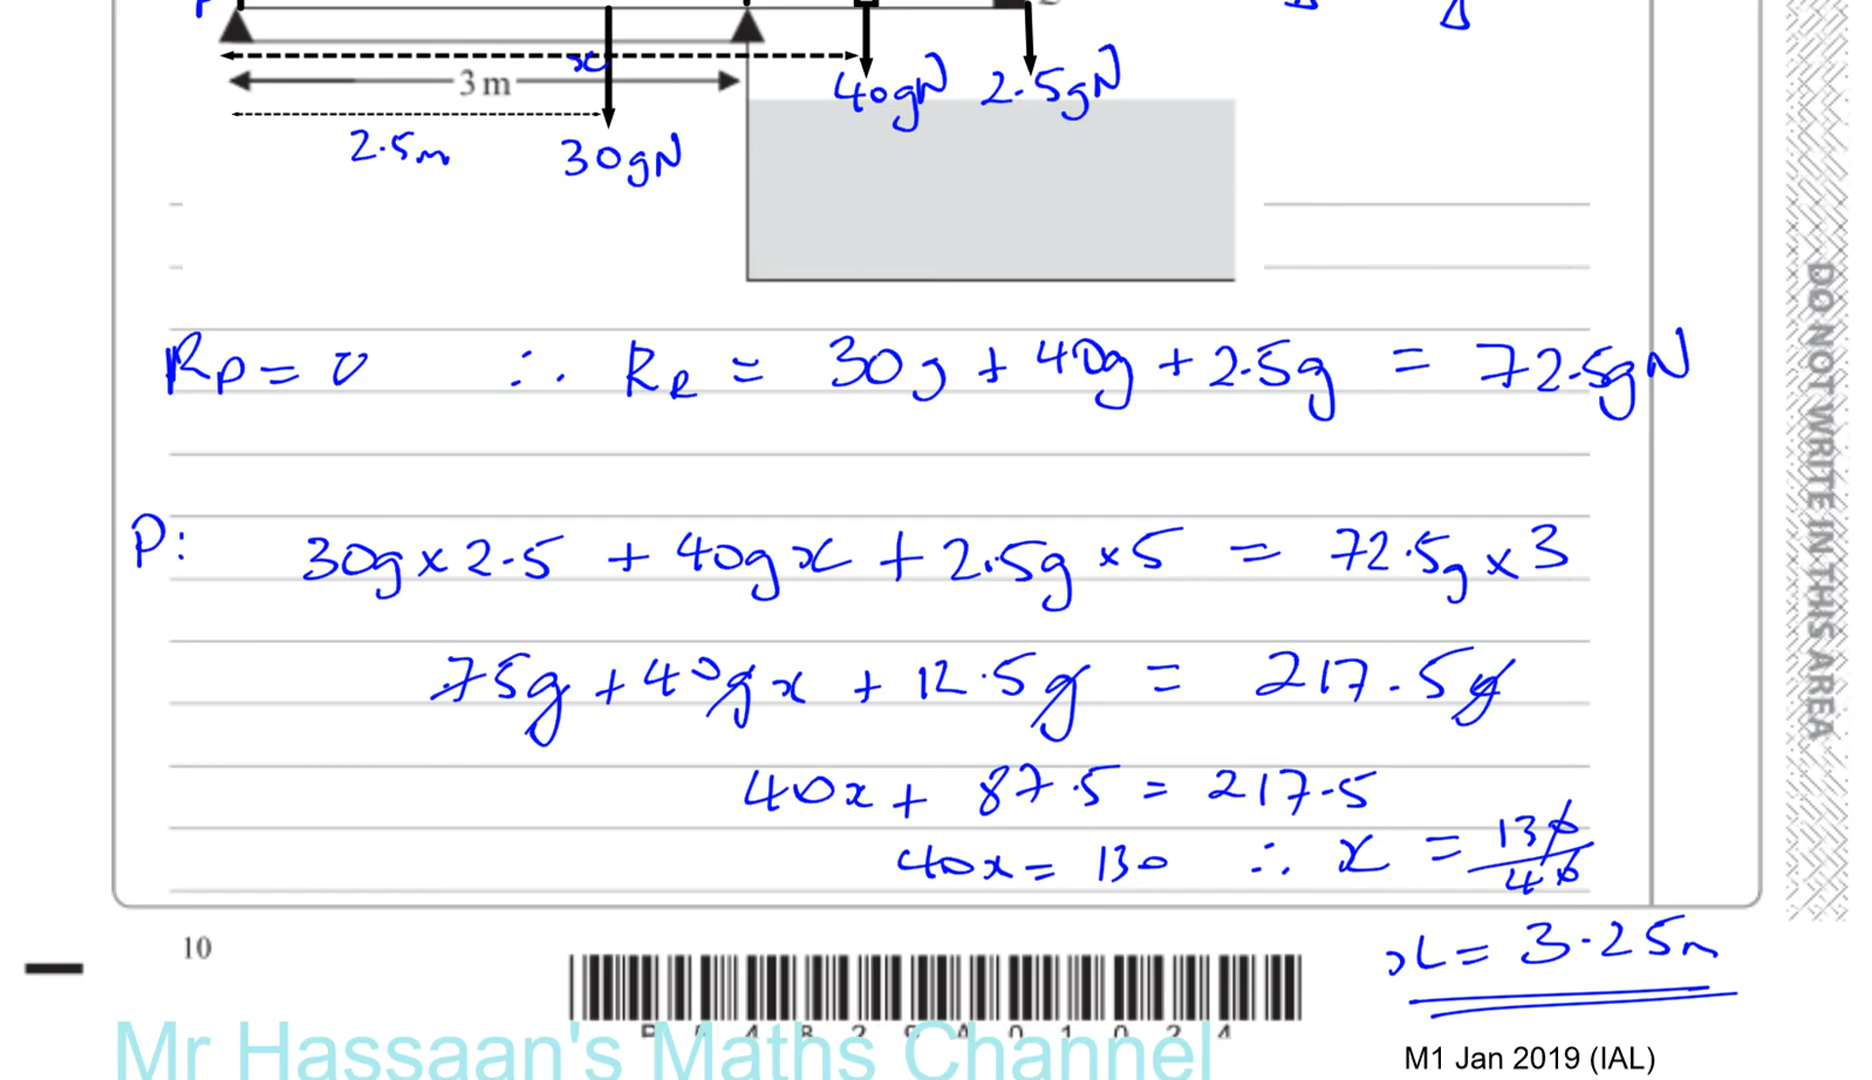 x
3 m
40gN 2.5gN
2.5m 30gN
Rp = 0 ∴ RR = 30g + 40g + 2.5g = 72.5gN
P: 30g × 2.5 + 40gx + 2.5g × 5 = 72.5g × 3
75g + 40gx + 12.5g = 217.5g
40x + 87.5 = 217.5
40x = 130 ∴ x = 130/40
x = 3.25m
10
Mr Hassaan's Maths Channel
M1 Jan 2019 (IAL)
DO NOT WRITE IN THIS AREA